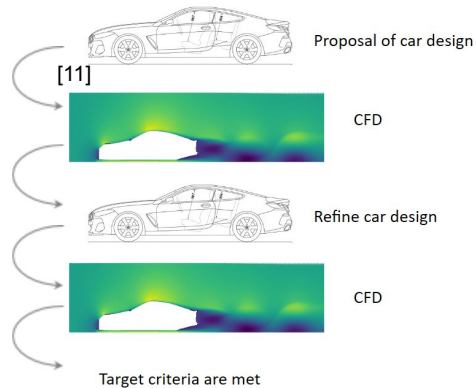 Proposal of car design
[11]
CFD
Refine car design
CFD
Target criteria are met